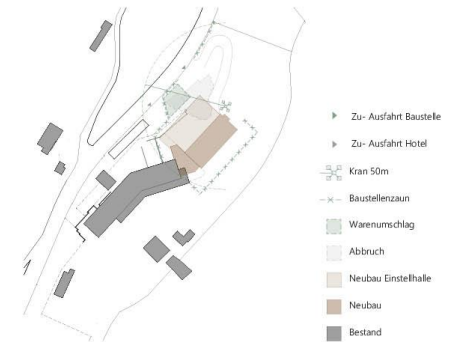 Zu- Ausfahrt Baustelle
Zu- Ausfahrt Hotel
Kran 50m
Baustellenzaun
Warenumschlag
Abbruch
Neubau Einstellhalle
Neubau
Bestand